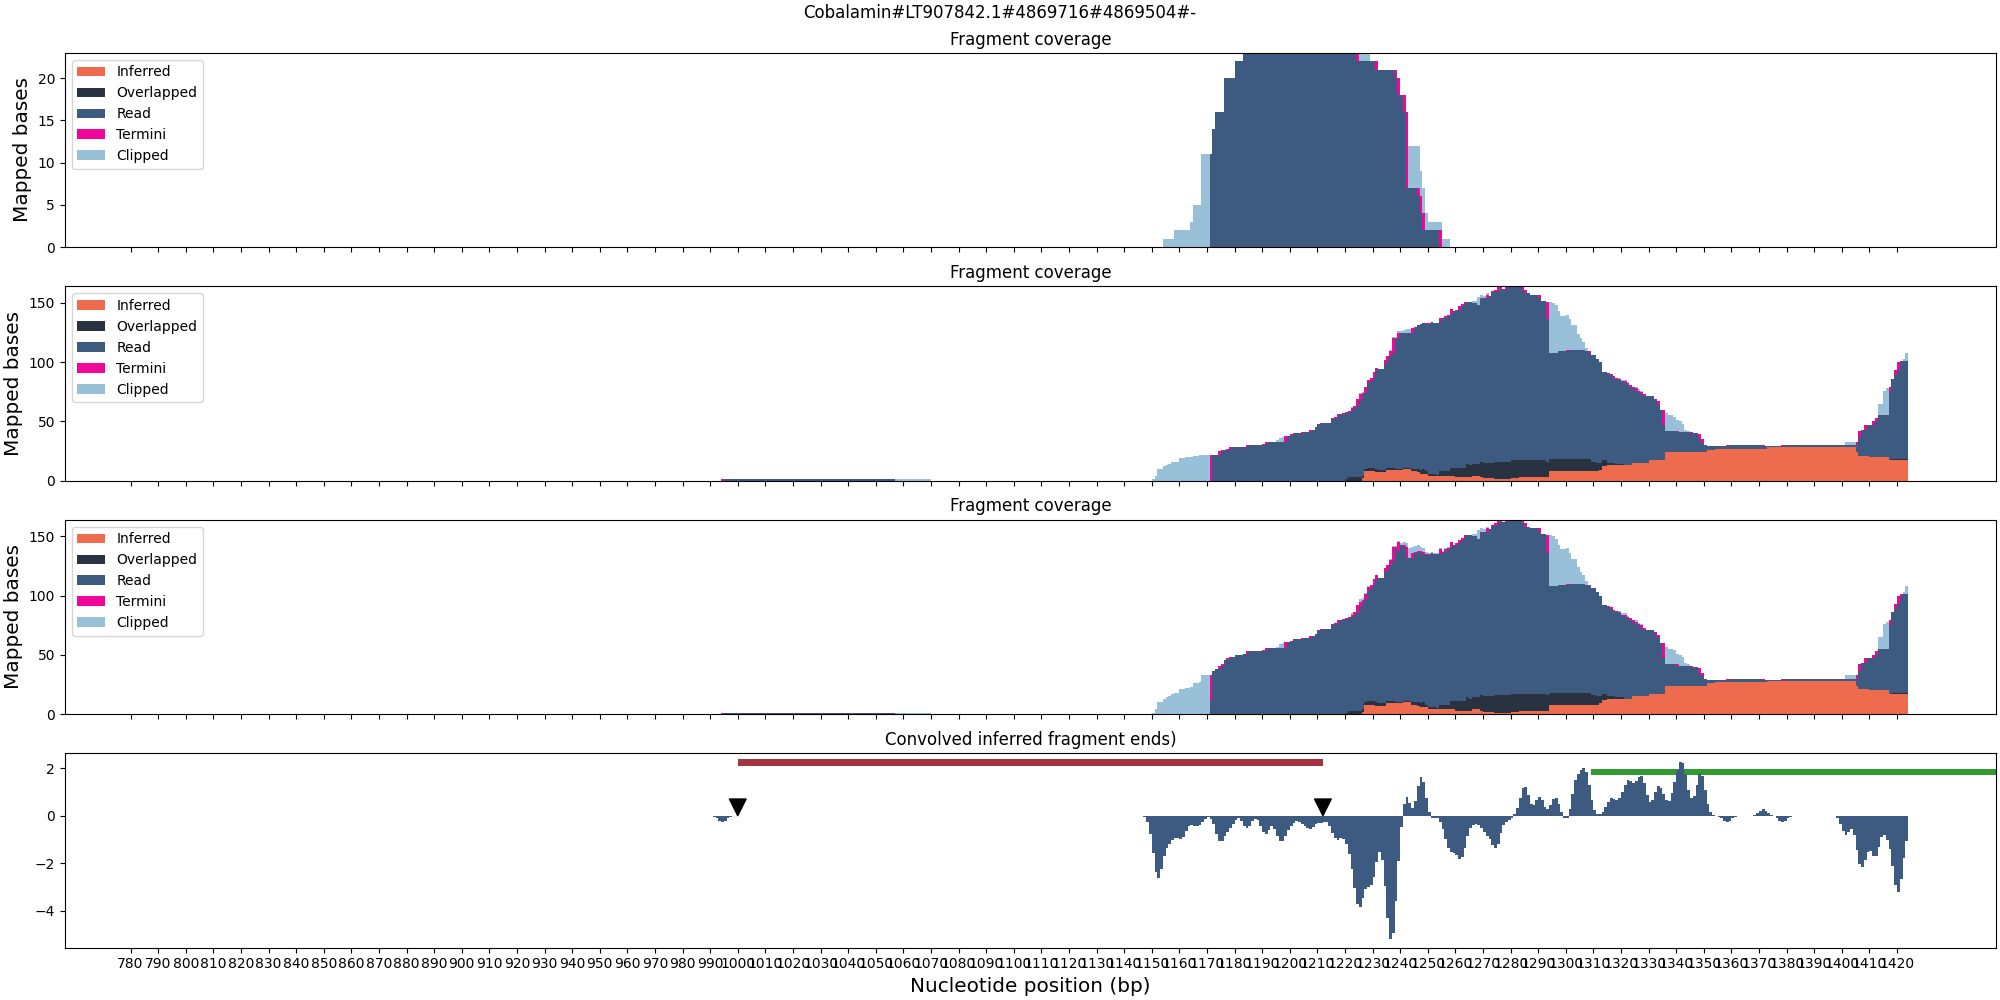 Cobalamin#LT907842.1#4869716#4869504#-
Fragment coverage
Mapped bases
20
15
10
5
0
Inferred
Overlapped
Read
Termini
Clipped
Fragment coverage
Mapped bases
150
100
50
0
Inferred
Overlapped
Read
Termini
Clipped
Fragment coverage
Mapped bases
150
100
50
0
Inferred
Overlapped
Read
Termini
Clipped
Convolved inferred fragment ends)
2
0
−2
−4
780 790 800 810 820 830 840 850 860 870 880 890 900 910 920 930 940 950 960 970 980 990 1000 1010 1020 1030 1040 1050 1060 1070 1080 1090 1100 1110 1120 1130 1140 1150 1160 1170 1180 1190 1200 1210 1220 1230 1240 1250 1260 1270 1280 1290 1300 1310 1320 1330 1340 1350 1360 1370 1380 1390 1400 1410 1420
Nucleotide position (bp)